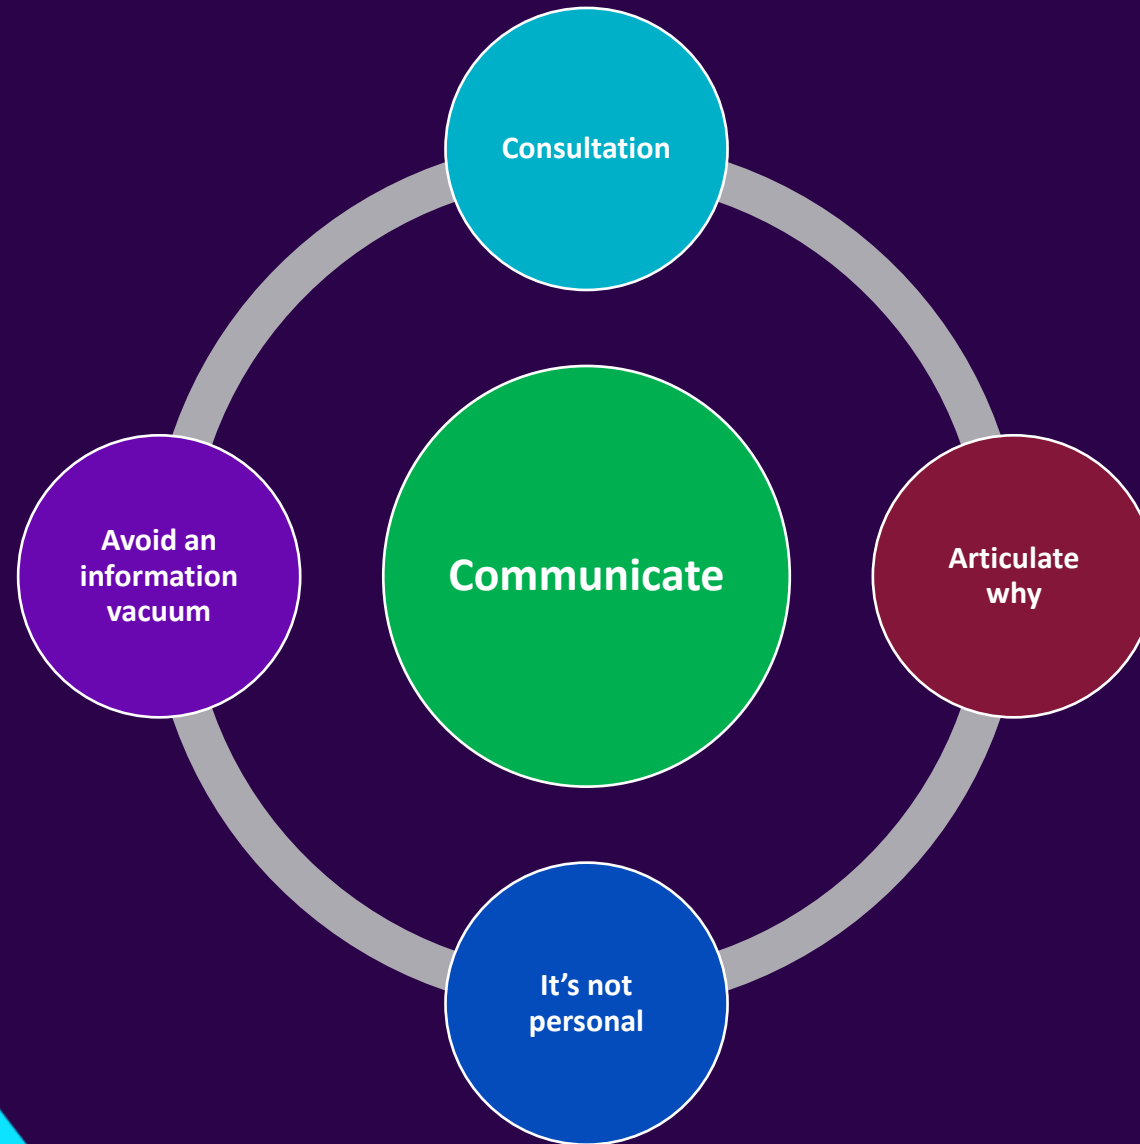 Consultation
Communicate
Articulate
why
It’s not
personal
Avoid an
information
vacuum